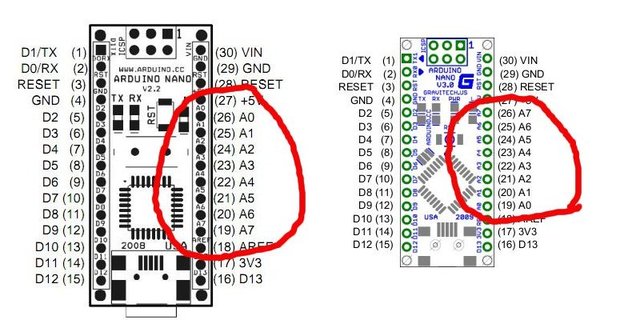 ICSP
1
D1/TX (1)
D0/RX (2)
RESET (3)
GND (4)
D2 (5)
D3 (6)
D4 (7)
D5 (8)
D6 (9)
D7 (10)
D8 (11)
D9 (12)
D10 (13)
D11 (14)
D12 (15)
VIN
WWW.ARDUINO.CC
ARDUINO NANO
V2.2
TX RX
RST
2008
USA
(30) VIN
(29) GND
(28) RESET
(27) +5V
(26) A0
(25) A1
(24) A2
(23) A3
(22) A4
(21) A5
(20) A6
(19) A7
(18) AREF
(17) 3V3
(16) D13
ICSP
1
D1/TX (1)
D0/RX (2)
RESET (3)
GND (4)
D2 (5)
D3 (6)
D4 (7)
D5 (8)
D6 (9)
D7 (10)
D8 (11)
D9 (12)
D10 (13)
D11 (14)
D12 (15)
ARDUINO
NANO
V3.0
G
GRAVITECH.US
TX RX PWR L
ARDUINO.CC
USA
2009
(30) VIN
(29) GND
(28) RESET
(26) A7
(25) A6
(24) A5
(23) A4
(22) A3
(21) A2
(20) A1
(19) A0
(18) AREF
(17) 3V3
(16) D13